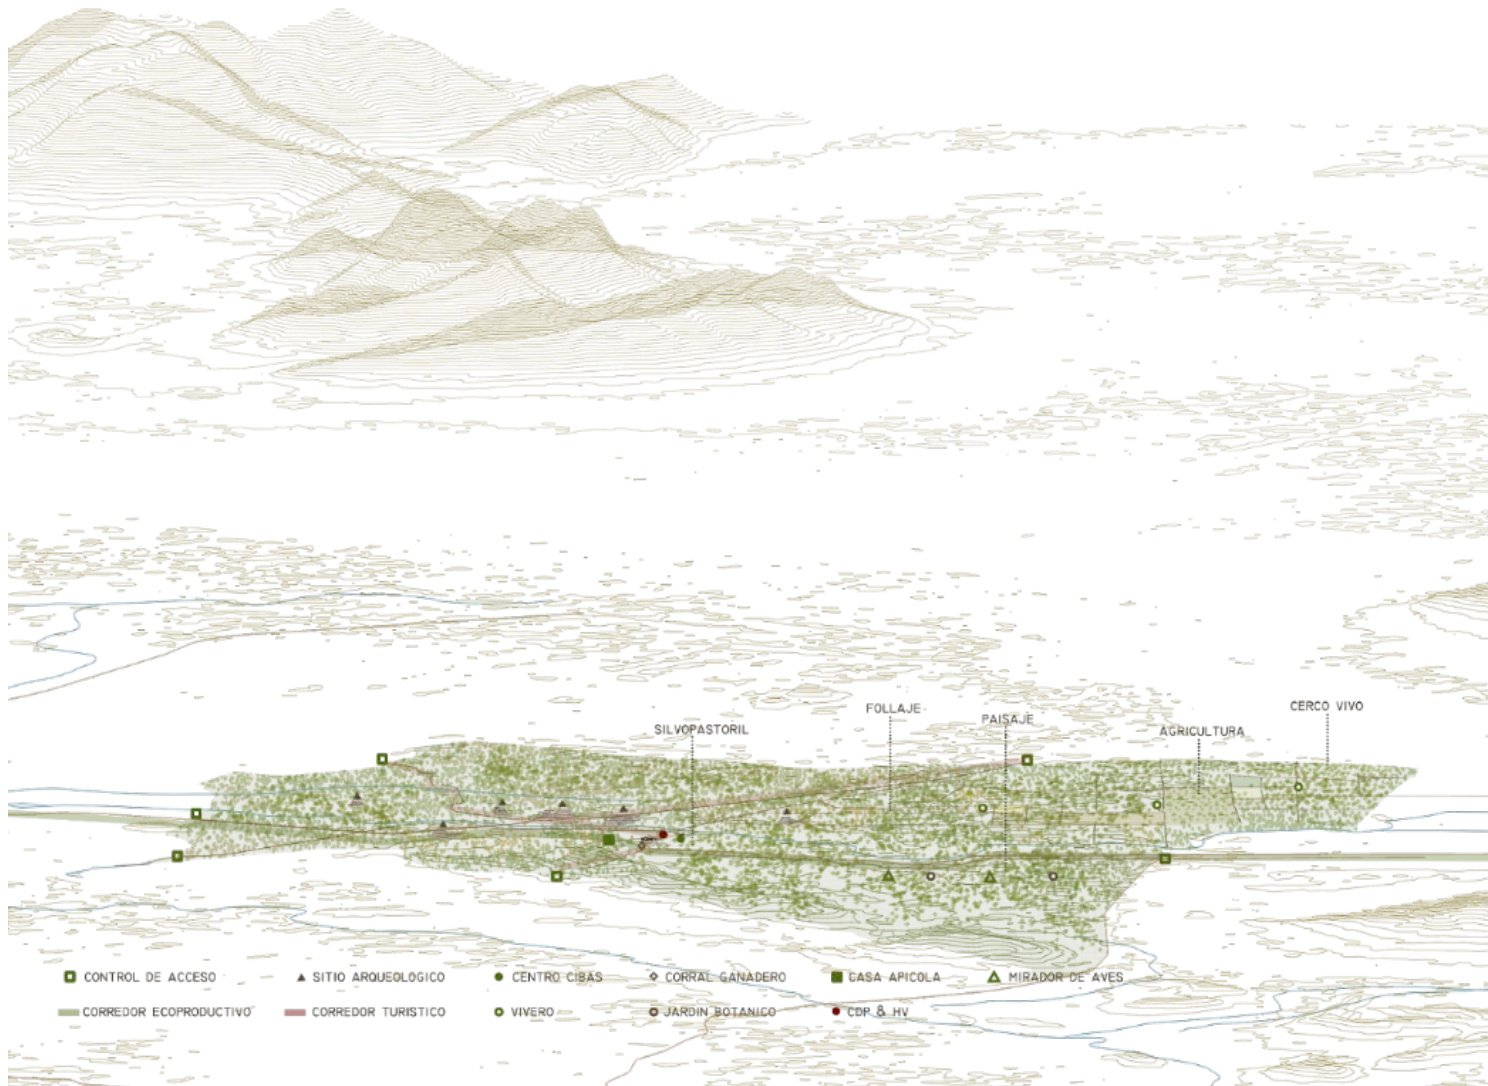 CERCO VIVO
FOLLAJE
PAISAJE
SILVOPASTORIL
AGRICULTURA
CONTROL DE ACCESO
SITIO ARQUEOLOGICO
CENTRO CIBAS
CORRAL GANADERO
CASA APICOLA
MIRADOR DE AVES
CORREDOR ECOPRODUCTIVO
CORREDOR TURISTICO
VIVERO
JARDIN BOTANICO
CDP & HV